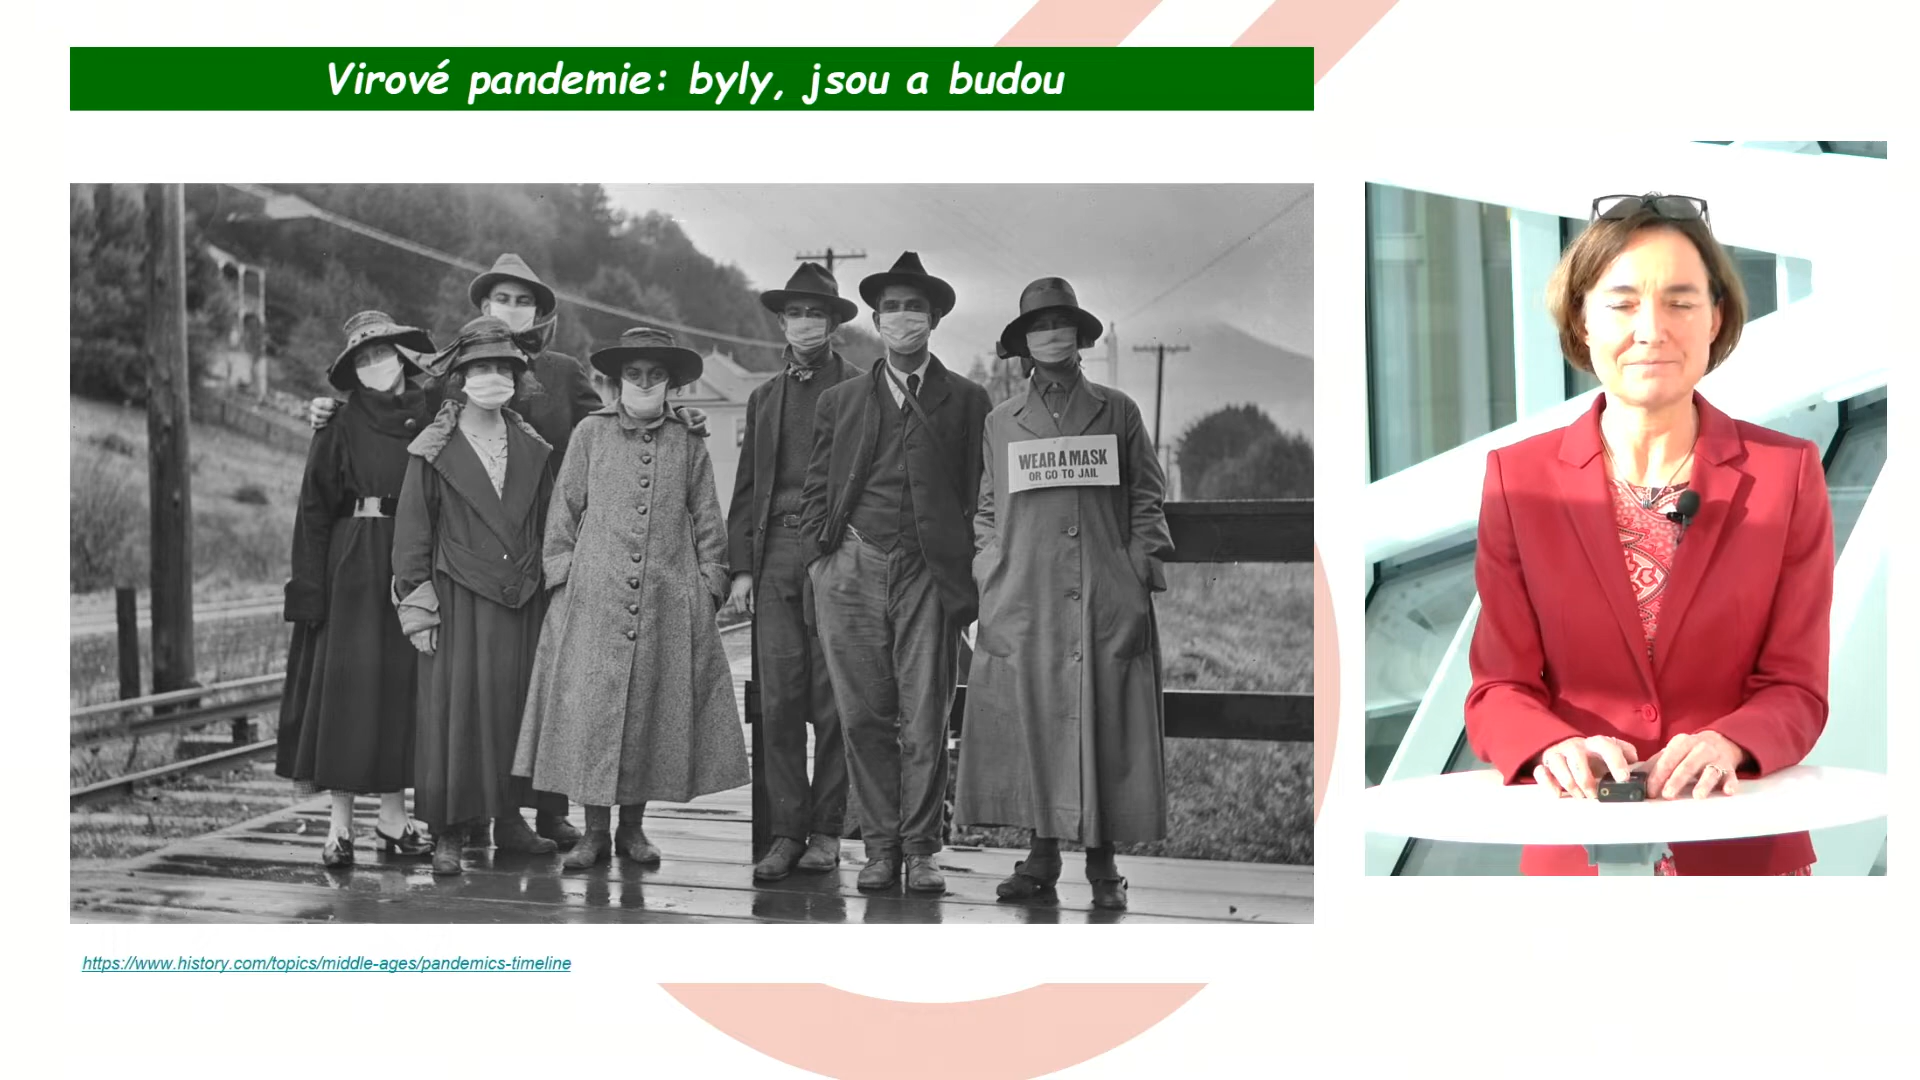 Virové pandemie: byly, jsou a budou
WEAR A MASK
OR GO TO JAIL
https://www.history.com/topics/middle-ages/pandemics-timeline